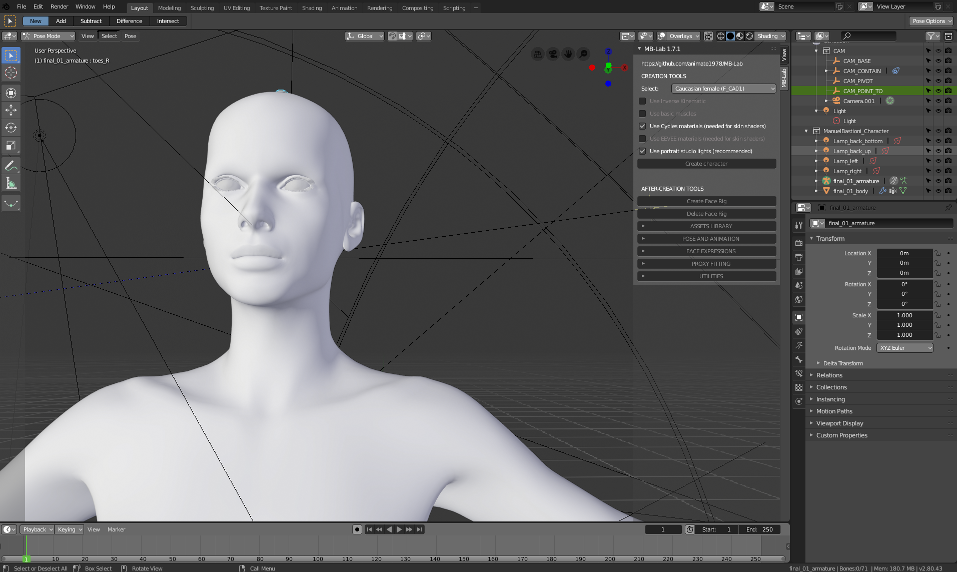 File Edit Render Window Help Layout Modeling Sculpting UV Editing Texture Paint Shading Animation Rendering Compositing Scripting + Scene View Layer
New Add Subtract Difference Intersect Pose Options
Pose Mode View Select Pose Global Overlays Shading
User Perspective
(1) final_01_armature : toes_R
MB-Lab 1.7.1
https://github.com/animate1978/MB-Lab
CREATION TOOLS
Select: Caucasian female (F_CA01)
Use Inverse Kinematic
Use basic muscles
Use Cycles materials (needed for skin shaders)
Use EEVEE materials (needed for skin shaders)
Use portrait studio lights (recommended)
Create character
AFTER-CREATION TOOLS
Create Face Rig
Delete Face Rig
ASSETS LIBRARY
POSE AND ANIMATION
FACE EXPRESSIONS
PROXY FITTING
UTILITIES
View
CAM
CAM_BASE
CAM_CONTAIN
CAM_PIVOT
CAM_POINT_TO
Camera.001
Light
Light
ManuelBastioni_Character
Lamp_back_bottom
Lamp_back_up
Lamp_left
Lamp_right
final_01_armature
final_01_body
final_01_armature
final_01_armature
Transform
Location X 0m
Y 0m
Z 0m
Rotation X 0°
Y 0°
Z 0°
Scale X 1.000
Y 1.000
Z 1.000
Rotation Mode XYZ Euler
Delta Transform
Relations
Collections
Instancing
Motion Paths
Viewport Display
Custom Properties
Playback Keying View Marker 1 Start: 1 End: 250
1 10 20 30 40 50 60 70 80 90 100 110 120 130 140 150 160 170 180 190 200 210 220 230 240 250
Select or Deselect All Box Select Rotate View Call Menu final_01_armature | Bones:0/71 | Mem: 180.7 MB | v2.80.43